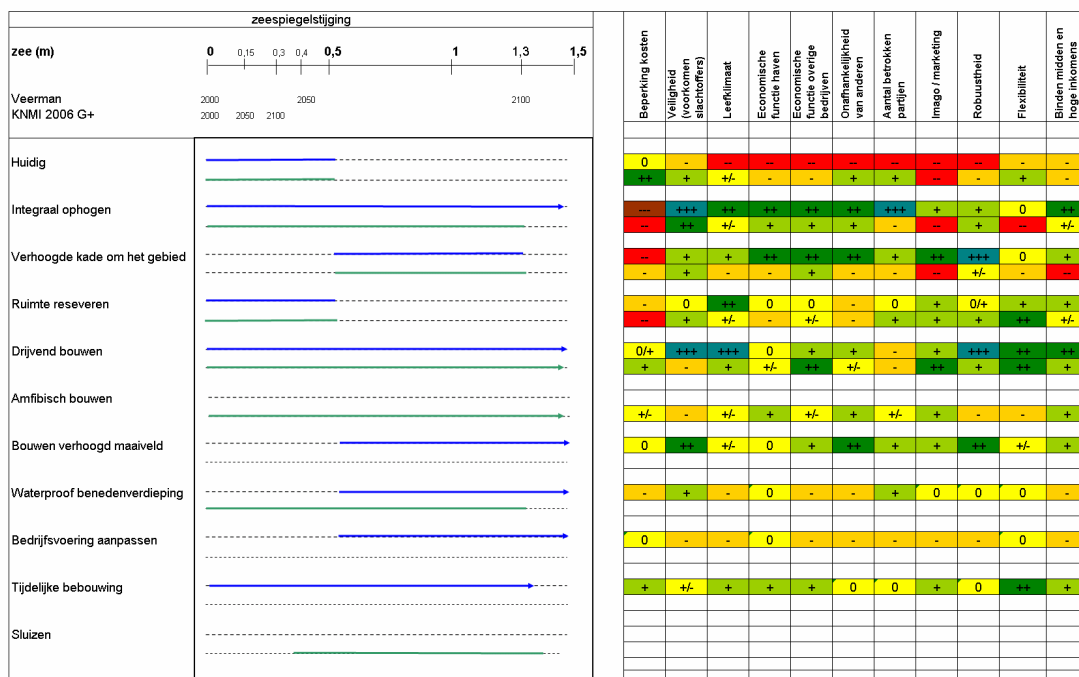 zeespiegelstijging
zee (m)
0 0,15 0,3 0,4 0,5 1 1,3 1,5
Veerman 2000 2050 2100
KNMI 2006 G+ 2000 2050 2100
Beperking kosten
Veiligheid
(voorkomen
slachtoffers)
Leefklimaat
Economische
functie haven
Economische
functie overige
bedrijven
Onafhankelijkheid
van anderen
Aantal betrokken
partijen
Imago / marketing
Robuustheid
Flexibiliteit
Binden midden en
hoge inkomens
Huidig
0 - -- -- -- -- -- -- -- - -
++ + +/- - - + + -- - + -
Integraal ophogen
--- +++ ++ ++ ++ ++ +++ + + 0 ++
-- ++ +/- + + + - -- + -- +/-
Verhoogde kade om het gebied
-- + + ++ ++ ++ + ++ +++ 0 +
- + - - + - - -- +/- - --
Ruimte reseveren
- 0 ++ 0 0 - 0 + 0/+ + +
-- + +/- - +/- - + + + ++ +/-
Drijvend bouwen
0/+ +++ +++ 0 + + - + +++ ++ ++
+ - + +/- ++ +/- - ++ + ++ +
Amfibisch bouwen
+/- - +/- + +/- + +/- + - - +
Bouwen verhoogd maaiveld
0 ++ +/- 0 + ++ + + ++ +/- +
Waterproof benedenverdieping
- + - 0 - - + 0 0 0 -
Bedrijfsvoering aanpassen
0 - - 0 - - - - - 0 -
Tijdelijke bebouwing
+ +/- + + + 0 0 + 0 ++ +
Sluizen